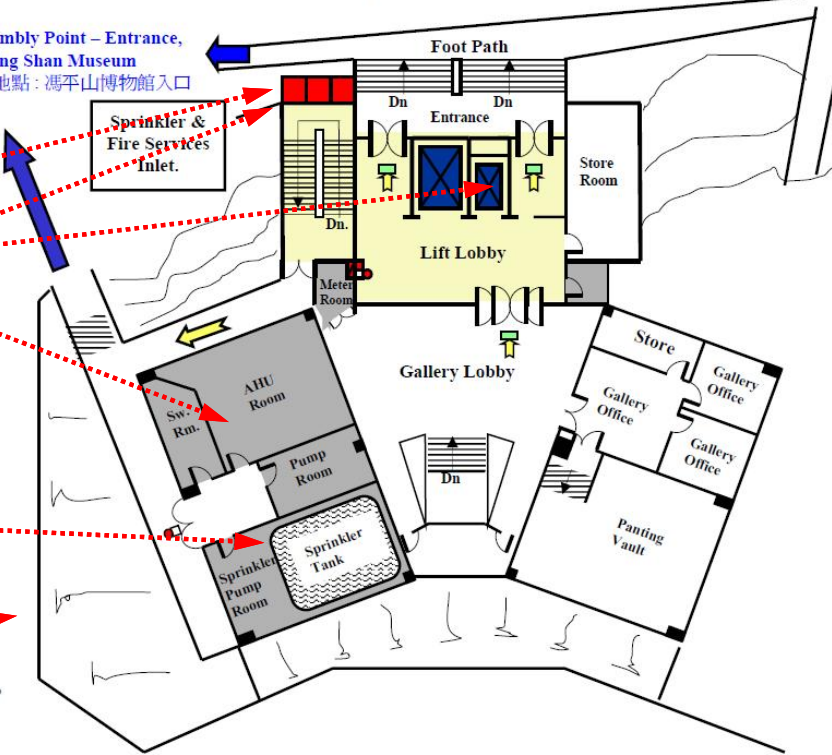 mbly Point – Entrance,
ng Shan Museum
地點 : 馮平山博物館入口
Foot Path
Dn
Dn
Entrance
Sprinkler &
Fire Services
Inlet.
Store
Room
Dn.
Lift Lobby
Meter
Room
Gallery Lobby
Store
Gallery
Office
Gallery
Office
Gallery
Office
AHU
Room
Sw.
Rm.
Pump
Room
Dn
Panting
Vault
Sprinkler
Tank
Sprinkler
Pump
Room